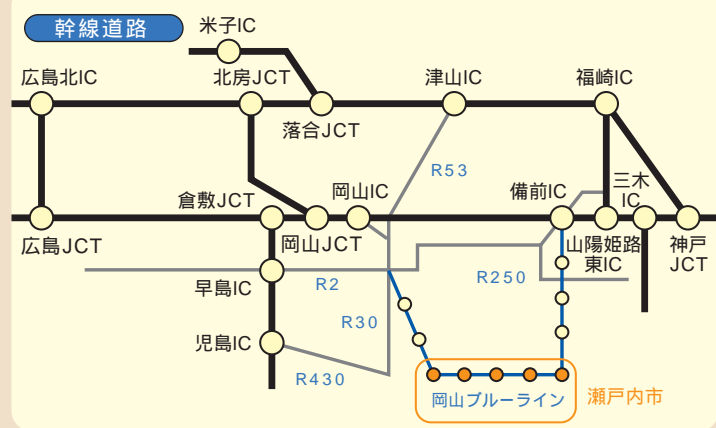 幹線道路
米子IC
広島北IC
北房JCT
津山IC
福崎IC
落合JCT
R53
倉敷JCT
岡山IC
備前IC
三木
IC
広島JCT
岡山JCT
山陽姫路
東IC
神戸
JCT
早島IC
R2
R250
R30
児島IC
R430
岡山ブルーライン
瀬戸内市